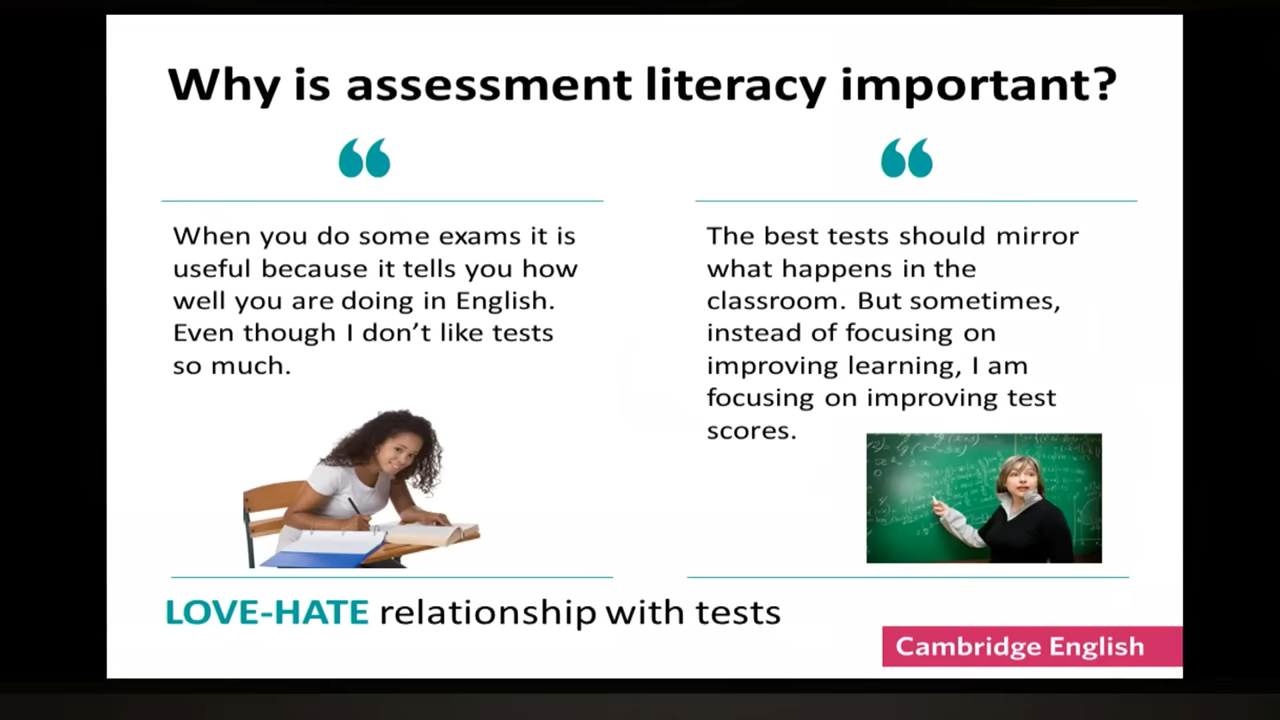 Why is assessment literacy important?
“
When you do some exams it is
useful because it tells you how
well you are doing in English.
Even though I don’t like tests
so much.
“
The best tests should mirror
what happens in the
classroom. But sometimes,
instead of focusing on
improving learning, I am
focusing on improving test
scores.
LOVE-HATE relationship with tests
Cambridge English